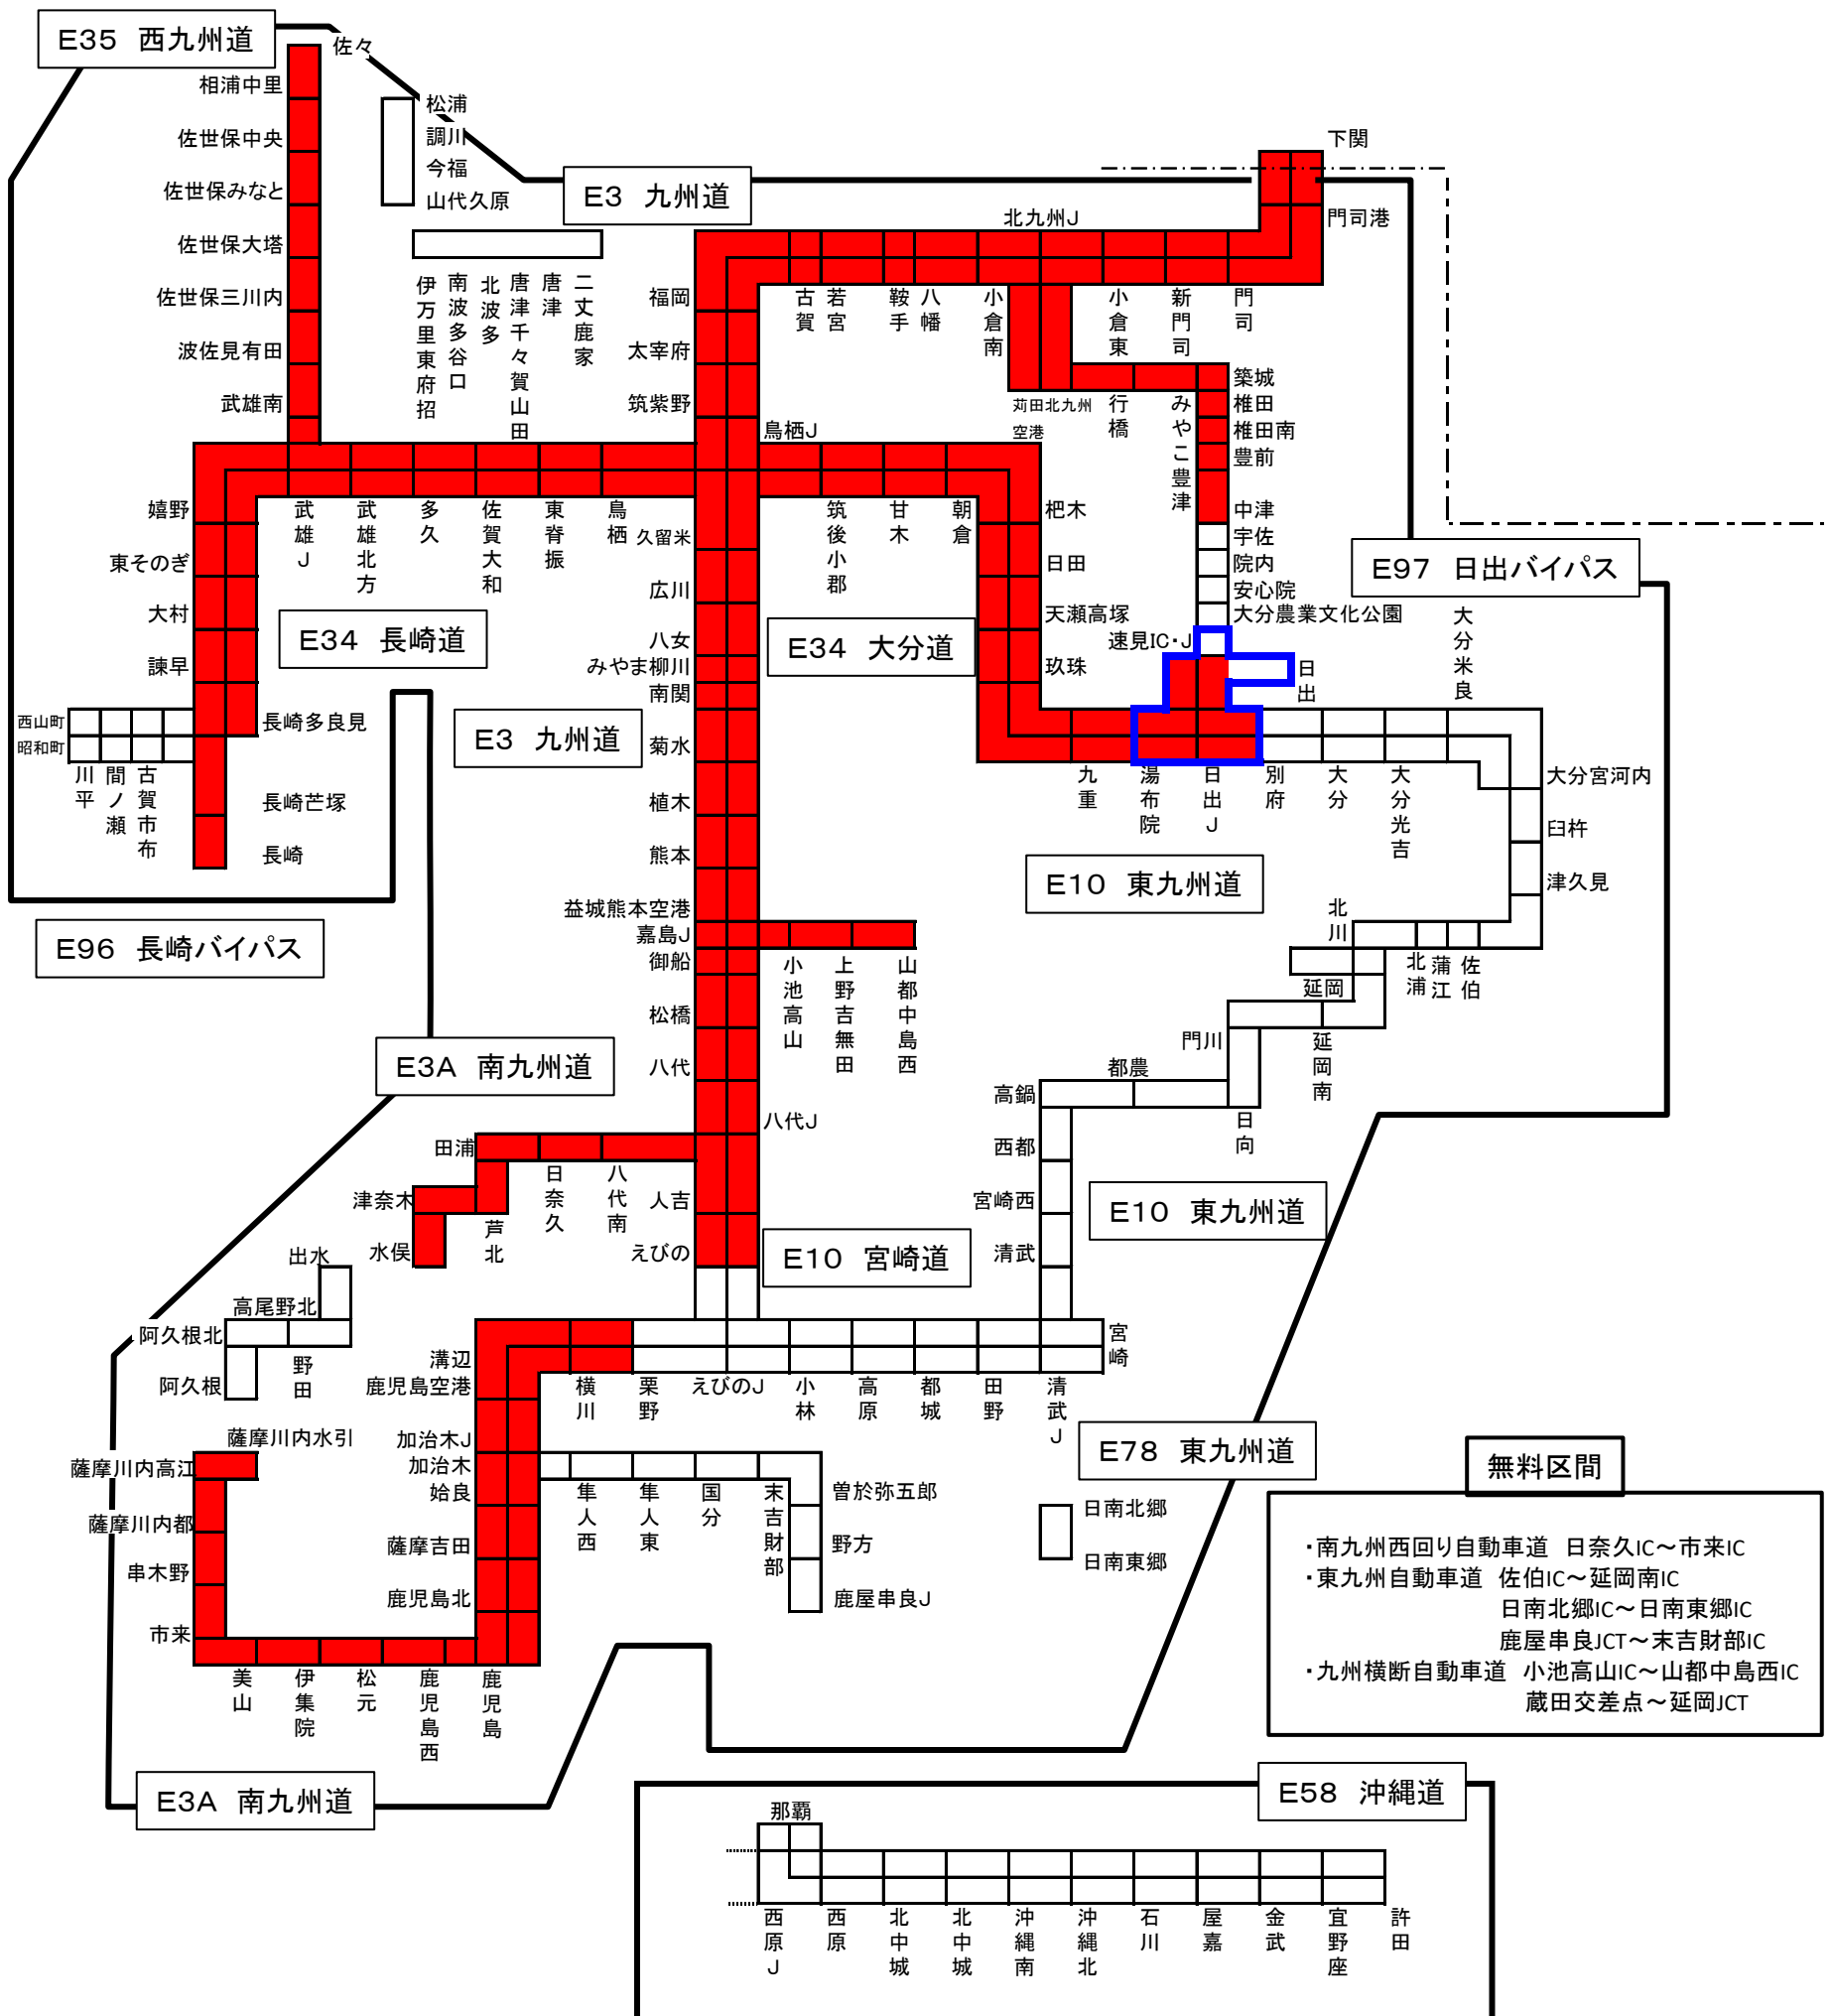 E35 西九州道
佐々
相浦中里
佐世保中央
佐世保みなと
佐世保大塔
佐世保三川内
波佐見有田
武雄南
松浦
調川
今福
山代久原
E3 九州道
下関
門司港
北九州J
伊万里東府招
南波多谷口
北波多
唐津千々賀山田
唐津
二丈鹿家
福岡
太宰府
筑紫野
古賀
若宮
鞍手
八幡
小倉南
小倉東
新門司
門司
苅田北九州
空港
行橋
みやこ豊津
築城
椎田
椎田南
豊前
中津
宇佐
院内
安心院
大分農業文化公園
速見IC・J
日出
鳥栖J
嬉野
東そのぎ
大村
諫早
武雄J
武雄北方
多久
佐賀大和
東脊振
鳥栖
久留米
広川
八女
みやま柳川
南関
菊水
植木
熊本
益城熊本空港
嘉島J
御船
松橋
八代
筑後小郡
甘木
朝倉
杷木
日田
天瀬高塚
玖珠
E97 日出バイパス
大分米良
E34 長崎道
E34 大分道
E3 九州道
西山町
昭和町
川平
間ノ瀬
古賀市布
長崎多良見
長崎芒塚
長崎
九重
湯布院
日出J
別府
大分
大分光吉
大分宮河内
臼杵
津久見
E10 東九州道
E96 長崎バイパス
小池高山
上野吉無田
山都中島西
北川
北浦
蒲江
佐伯
延岡
延岡南
門川
日向
都農
高鍋
西都
宮崎西
清武
E3A 南九州道
八代J
田浦
日奈久
八代南
津奈木
芦北
水俣
人吉
えびの
E10 宮崎道
E10 東九州道
出水
高尾野北
阿久根北
野田
阿久根
溝辺
鹿児島空港
横川
栗野
えびのJ
小林
高原
都城
田野
清武J
宮崎
薩摩川内水引
薩摩川内高江
薩摩川内都
串木野
市来
加治木J
加治木
姶良
薩摩吉田
鹿児島北
隼人西
隼人東
国分
末吉財部
曽於弥五郎
野方
鹿屋串良J
E78 東九州道
日南北郷
日南東郷
美山
伊集院
松元
鹿児島西
鹿児島
E3A 南九州道
無料区間
・南九州西回り自動車道 日奈久IC～市来IC
・東九州自動車道 佐伯IC～延岡南IC
日南北郷IC～日南東郷IC
鹿屋串良JCT～末吉財部IC
・九州横断自動車道 小池高山IC～山都中島西IC
蔵田交差点～延岡JCT
E58 沖縄道
那覇
西原J
西原
北中城
北中城
沖縄南
沖縄北
石川
屋嘉
金武
宜野座
許田